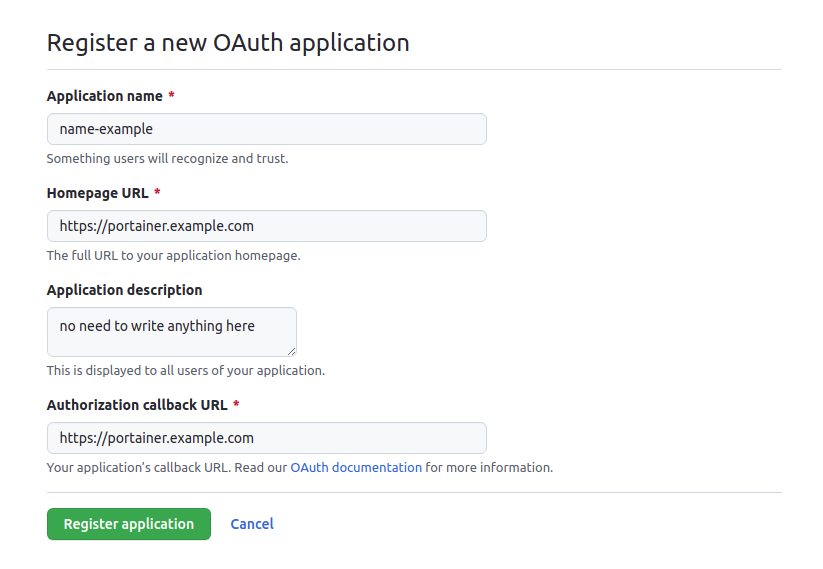 Register a new OAuth application
Application name *
name-example
Something users will recognize and trust.
Homepage URL *
https://portainer.example.com
The full URL to your application homepage.
Application description
no need to write anything here
This is displayed to all users of your application.
Authorization callback URL *
https://portainer.example.com
Your application’s callback URL. Read our OAuth documentation for more information.
Register application Cancel